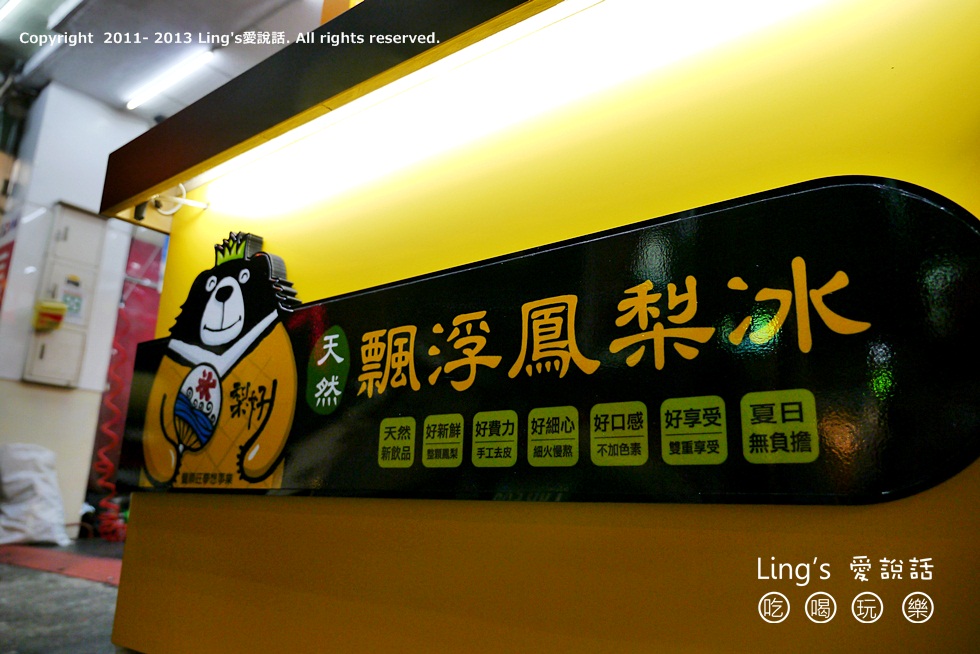 Copyright 2011- 2013 Ling's愛說話. All rights reserved.
天然
飄浮鳳梨冰
冰
梨籽
天然
新飲品
好新鮮
整顆鳳梨
好費力
手工去皮
好細心
細火慢熬
好口感
不加色素
好享受
雙重享受
夏日
無負擔
Ling's 愛說話
吃喝玩樂